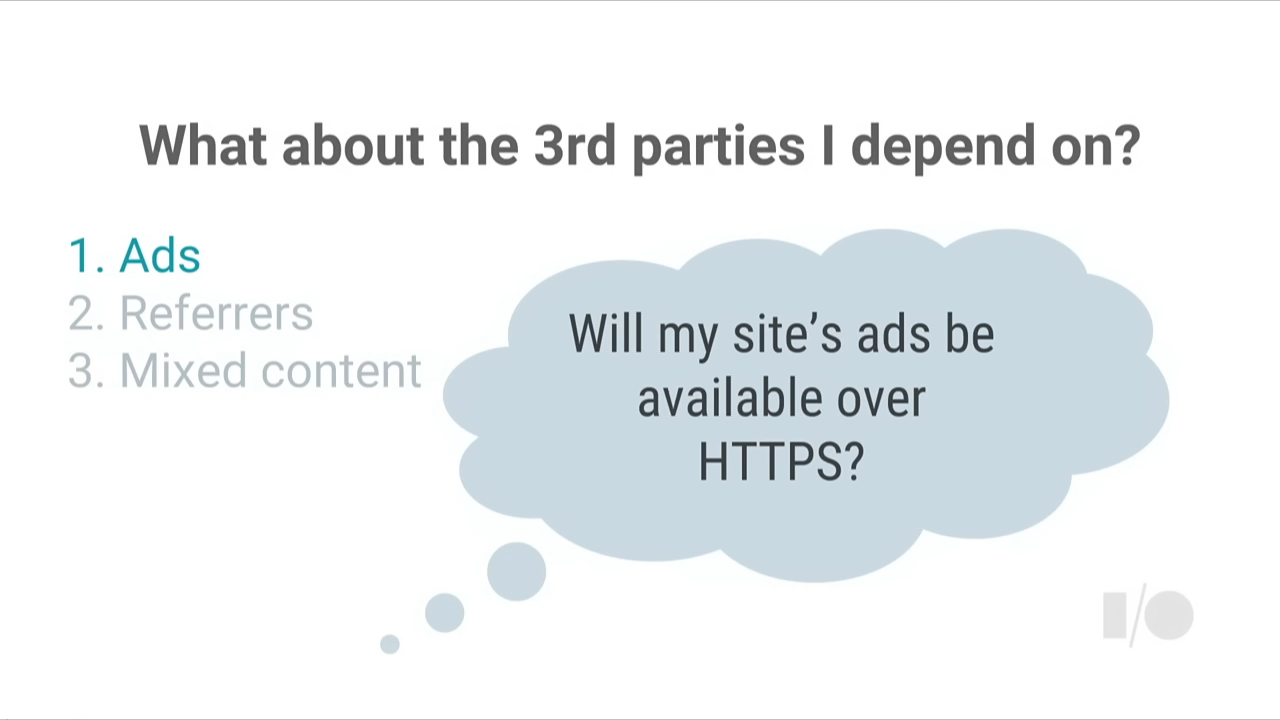 What about the 3rd parties I depend on?
1. Ads
2. Referrers
3. Mixed content
Will my site’s ads be
available over
HTTPS?
I/O